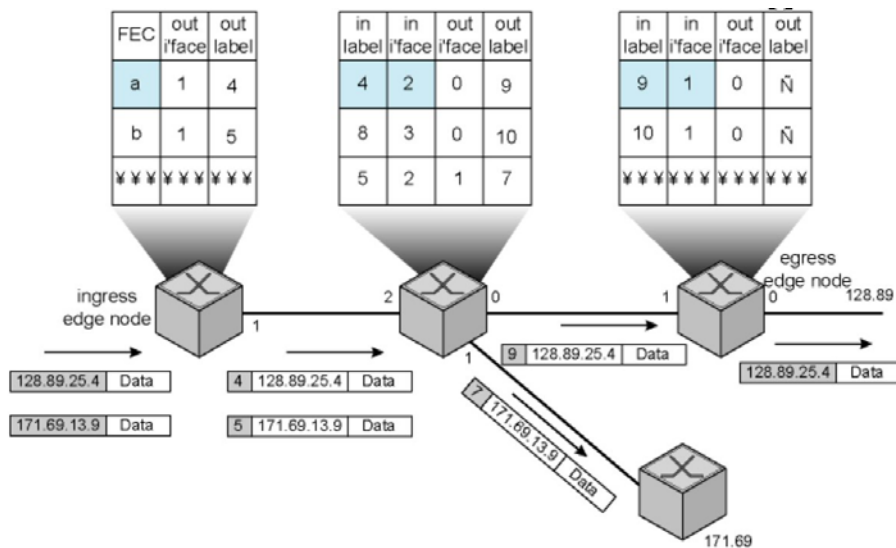 FEC out i'face out label
a 1 4
b 1 5
¥ ¥ ¥ ¥ ¥ ¥ ¥ ¥ ¥
in label in i'face out i'face out label
4 2 0 9
8 3 0 10
5 2 1 7
in label in i'face out i'face out label
9 1 0 Ñ
10 1 0 Ñ
¥ ¥ ¥ ¥ ¥ ¥ ¥ ¥ ¥ ¥ ¥ ¥
ingress
edge node
1
2
0
1
1
egress
edge node
0
128.89
128.89.25.4 Data
171.69.13.9 Data
4 128.89.25.4 Data
5 171.69.13.9 Data
9 128.89.25.4 Data
7 171.69.13.9 Data
128.89.25.4 Data
171.69